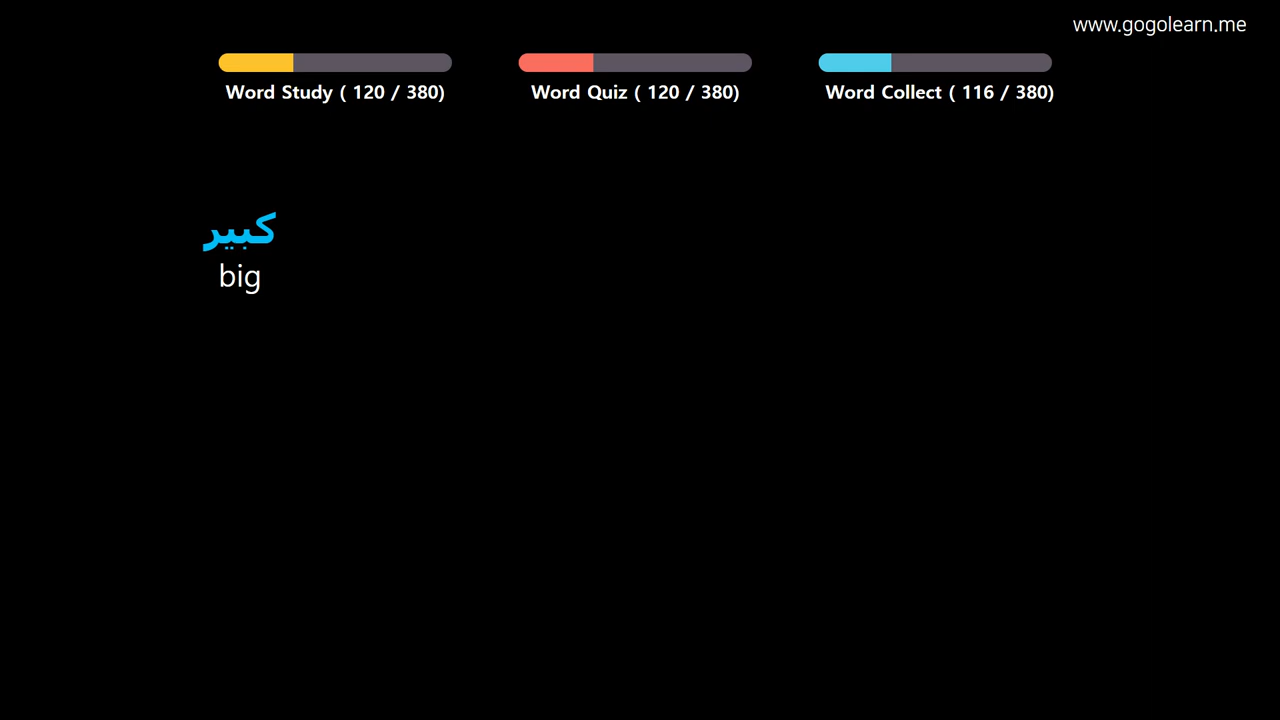 www.gogolearn.me
Word Study ( 120 / 380)
Word Quiz ( 120 / 380)
Word Collect ( 116 / 380)
كبير
big